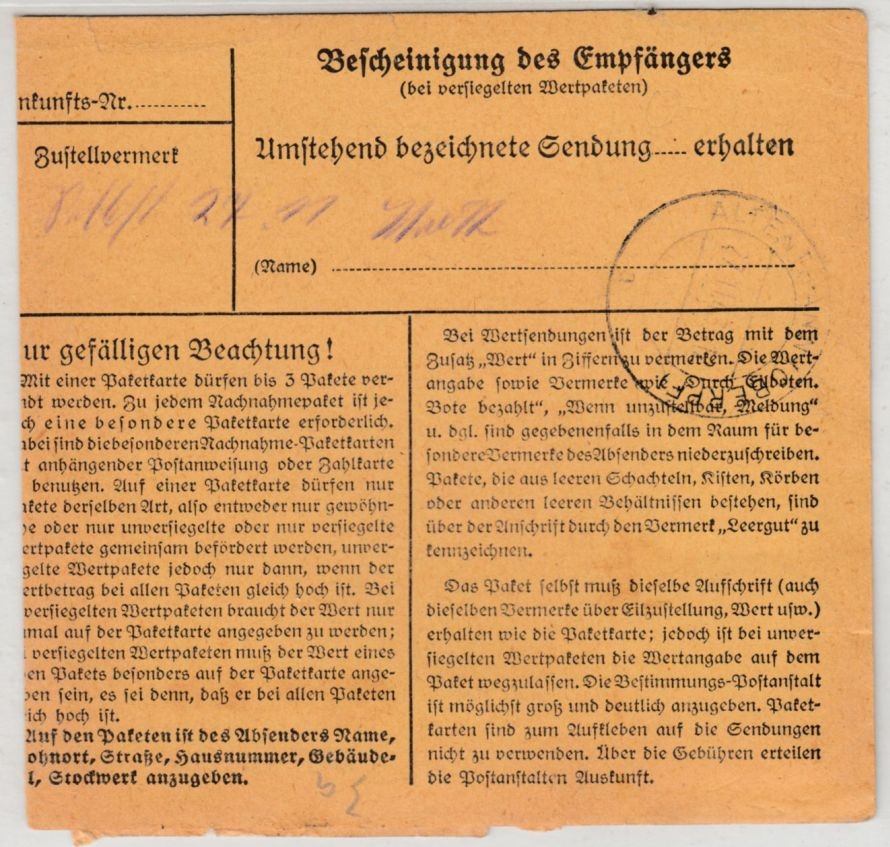 nkunfts-Nr.
Zustellvermerk
24. 11
Bescheinigung des Empfängers
(bei versiegelten Wertpaketen)
Umstehend bezeichnete Sendung..... erhalten
(Name)
ALTEN
ur gefälligen Beachtung!
Mit einer Paketkarte dürfen bis 3 Pakete ver-
ndt werden. Zu jedem Nachnahmepaket ist je-
ch eine besondere Paketkarte erforderlich.
abei sind die besonderen Nachnahme-Paketkarten
t anhängender Postanweisung oder Zahlkarte
benutzen. Auf einer Paketkarte dürfen nur
akete derselben Art, also entweder nur gewöhn-
he oder nur unversiegelte oder nur versiegelte
ertpakete gemeinsam befördert werden, unver-
gelte Wertpakete jedoch nur dann, wenn der
ertbetrag bei allen Paketen gleich hoch ist. Bei
versiegelten Wertpaketen braucht der Wert nur
nmal auf der Paketkarte angegeben zu werden;
i versiegelten Wertpaketen muß der Wert eines
en Pakets besonders auf der Paketkarte ange-
ben sein, es sei denn, daß er bei allen Paketen
eich hoch ist.
Auf den Paketen ist des Absenders Name,
ohnort, Straße, Hausnummer, Gebäude-
l, Stockwerk anzugeben.
Bei Wertsendungen ist der Betrag mit dem
Zusatz „Wert“ in Ziffern zu vermerken. Die Wert-
angabe sowie Vermerke wie „Durch Eilboten.
Bote bezahlt“, „Wenn unzustellbar, Meldung“
u. dgl. sind gegebenenfalls in dem Raum für be-
sondere Vermerke des Absenders niederzuschreiben.
Pakete, die aus leeren Schachteln, Kisten, Körben
oder anderen leeren Behältnissen bestehen, sind
über der Anschrift durch den Vermerk „Leergut“ zu
kennzeichnen.
Das Paket selbst muß dieselbe Aufschrift (auch
dieselben Vermerke über Eilzustellung, Wert usw.)
erhalten wie die Paketkarte; jedoch ist bei unver-
siegelten Wertpaketen die Wertangabe auf dem
Paket wegzulassen. Die Bestimmungs-Postanstalt
ist möglichst groß und deutlich anzugeben. Paket-
karten sind zum Aufkleben auf die Sendungen
nicht zu verwenden. Über die Gebühren erteilen
die Postanstalten Auskunft.